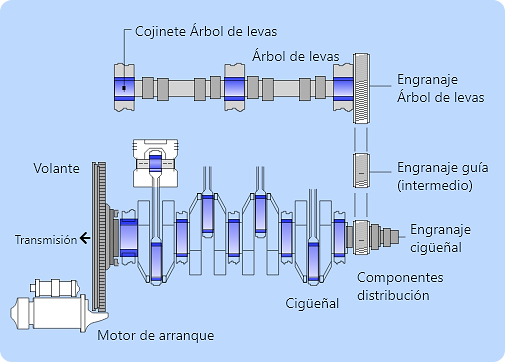 Cojinete Árbol de levas
Árbol de levas
Engranaje
Árbol de levas
Engranaje guía
(intermedio)
Volante
Transmisión
Engranaje
cigüeñal
Componentes
distribución
Cigüeñal
Motor de arranque